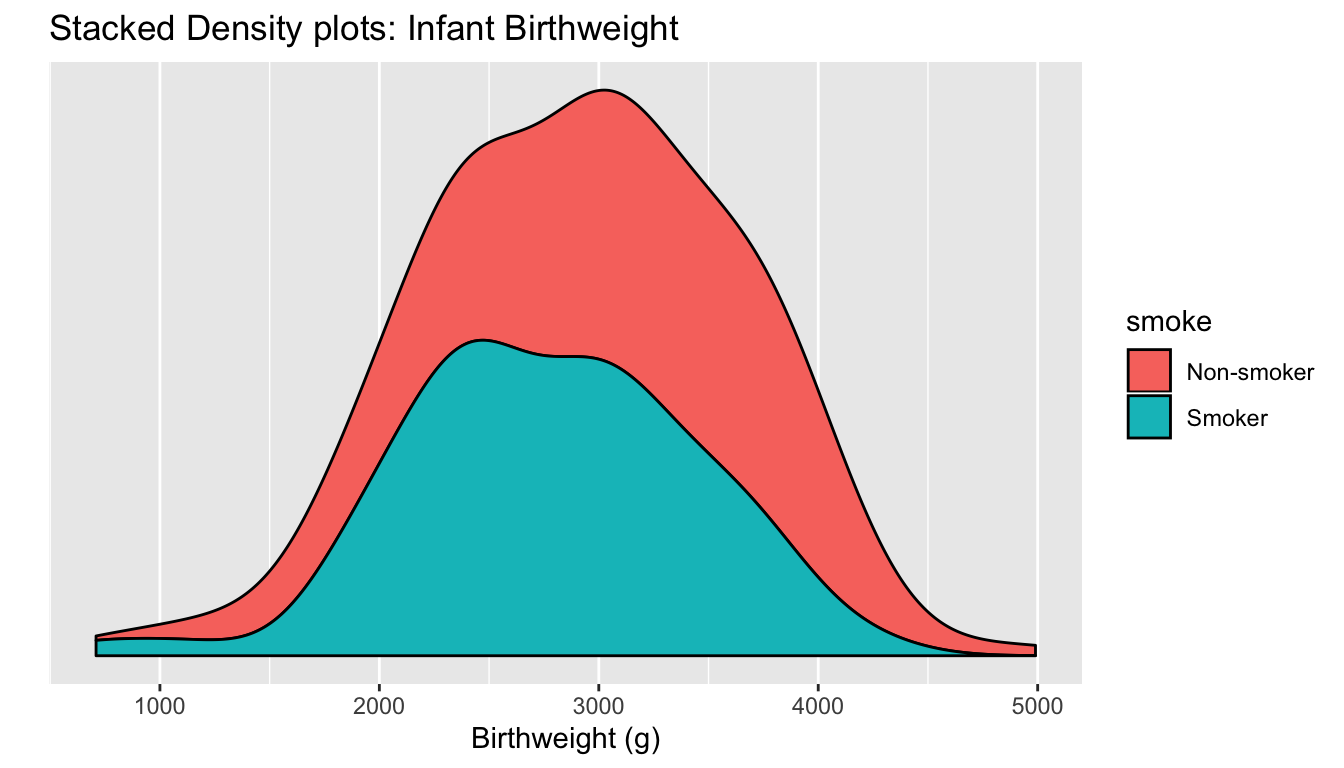 Stacked Density plots: Infant Birthweight
smoke
Non-smoker
Smoker
1000 2000 3000 4000 5000
Birthweight (g)